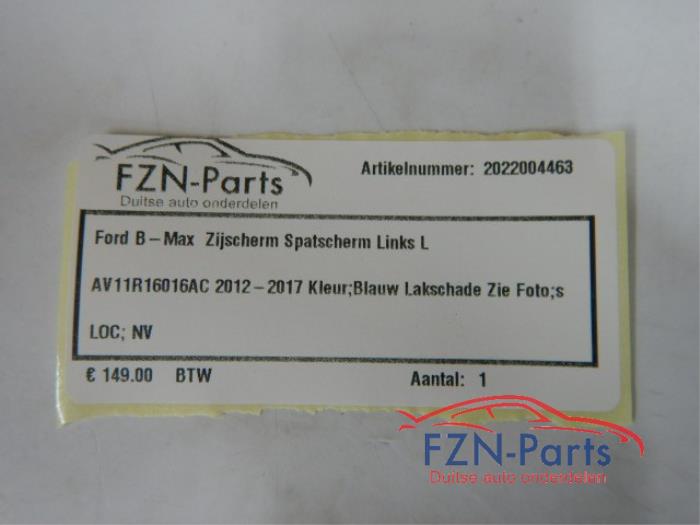 FZN-Parts
Duitse auto onderdelen
Artikelnummer: 2022004463
Ford B-Max Zijscherm Spatscherm Links L
AV11R16016AC 2012-2017 Kleur;Blauw Lakschade Zie Foto;s
LOC; NV
€ 149.00 BTW
Aantal: 1
FZN-Parts
Duitse auto onderdelen